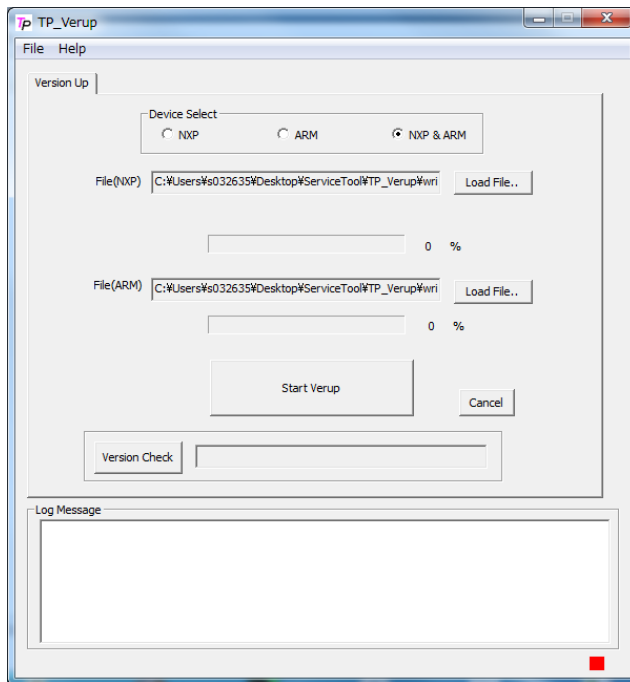 Tp TP_Verup
File Help
Version Up
Device Select
NXP ARM NXP & ARM
File(NXP) C:¥Users¥s032635¥Desktop¥ServiceTool¥TP_Verup¥wri Load File..
0 %
File(ARM) C:¥Users¥s032635¥Desktop¥ServiceTool¥TP_Verup¥wri Load File..
0 %
Start Verup
Cancel
Version Check
Log Message